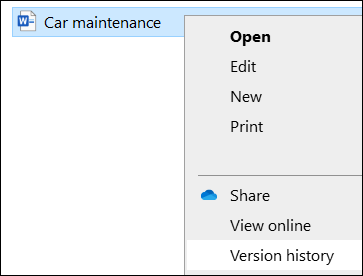 Car maintenance
Open
Edit
New
Print
Share
View online
Version history